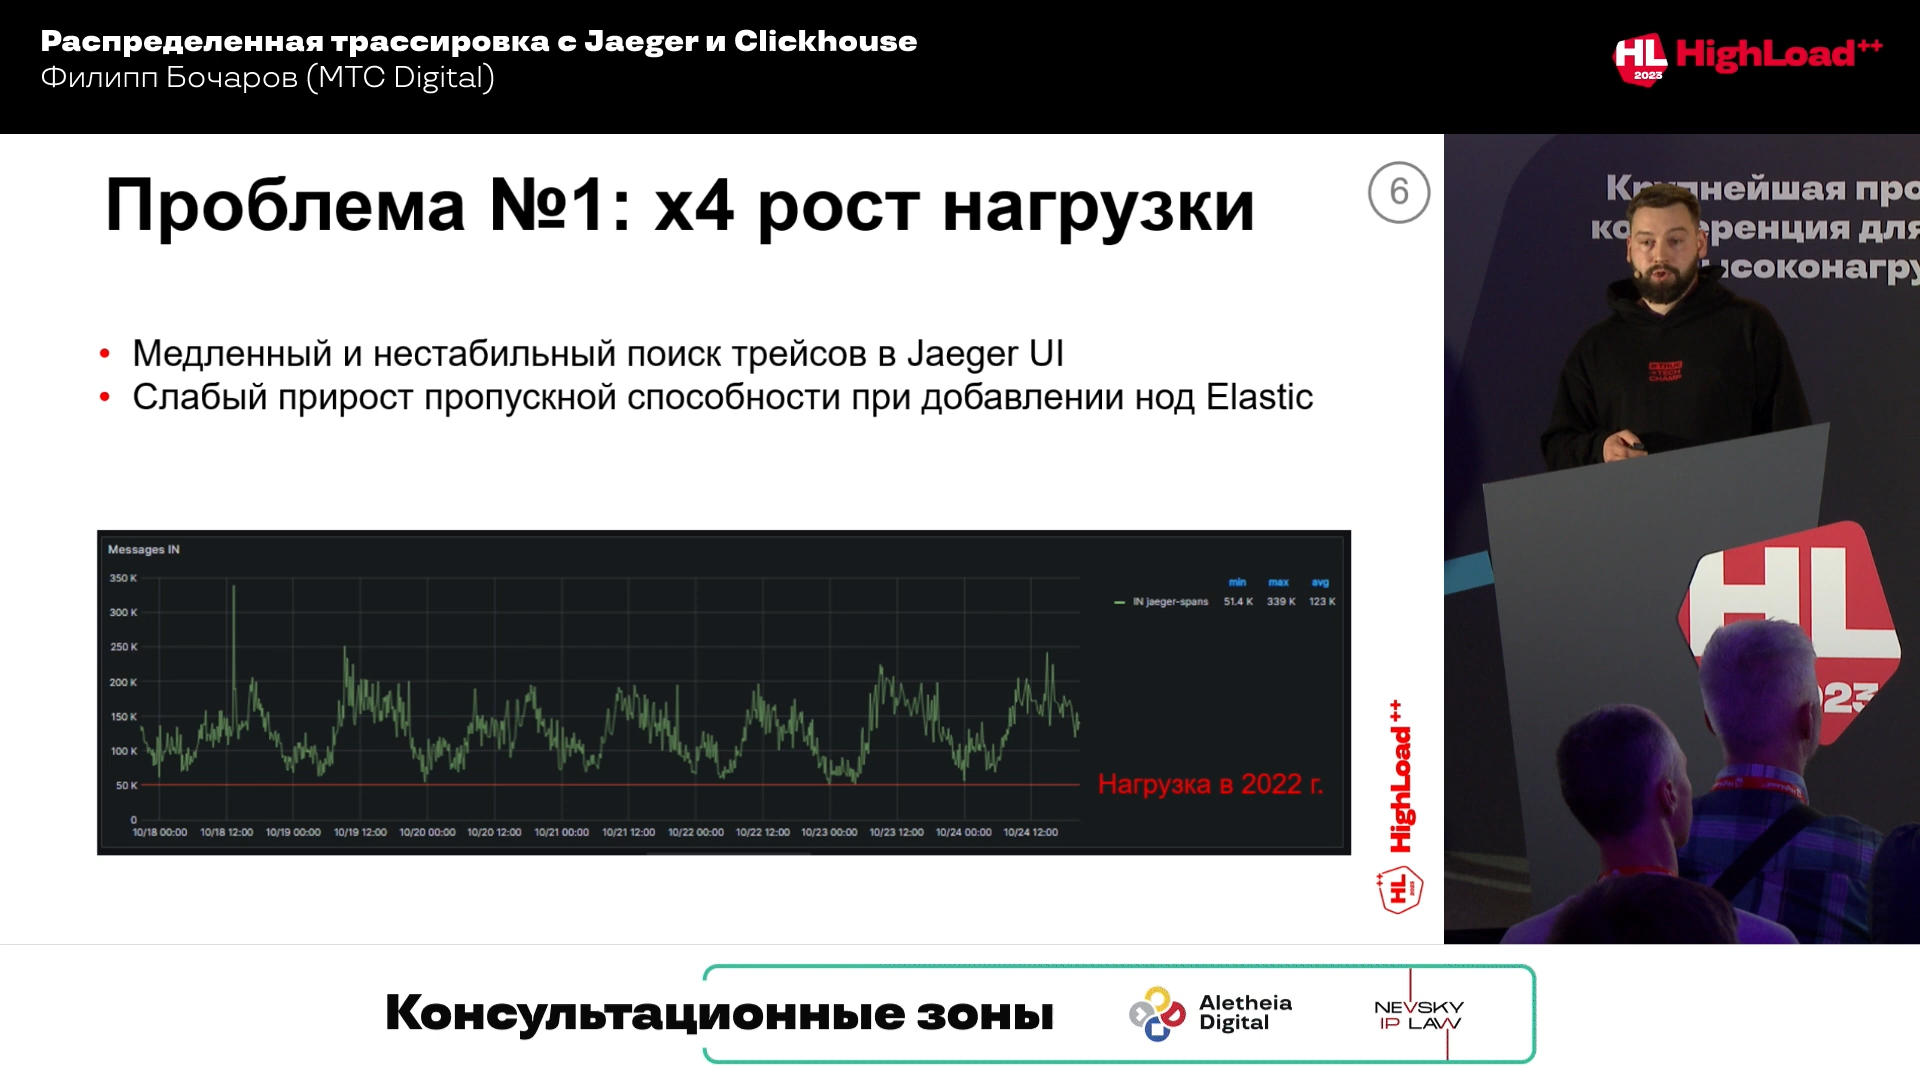 Распределенная трассировка с Jaeger и Clickhouse
Филипп Бочаров (МТС Digital)
HL 2023 HighLoad++
Проблема №1: x4 рост нагрузки
6
• Медленный и нестабильный поиск трейсов в Jaeger UI
• Слабый прирост пропускной способности при добавлении нод Elastic
Messages IN
350 K
300 K
250 K
200 K
150 K
100 K
50 K
0
10/18 00:00 10/18 12:00 10/19 00:00 10/19 12:00 10/20 00:00 10/20 12:00 10/21 00:00 10/21 12:00 10/22 00:00 10/22 12:00 10/23 00:00 10/23 12:00 10/24 00:00 10/24 12:00
min max avg
IN jaeger-spans 51.4 K 339 K 123 K
Нагрузка в 2022 г.
HighLoad++
HL
TRUE
TECH
CHAMP
HL
Консультационные зоны
Aletheia
Digital
NEVSKY
IP LAW